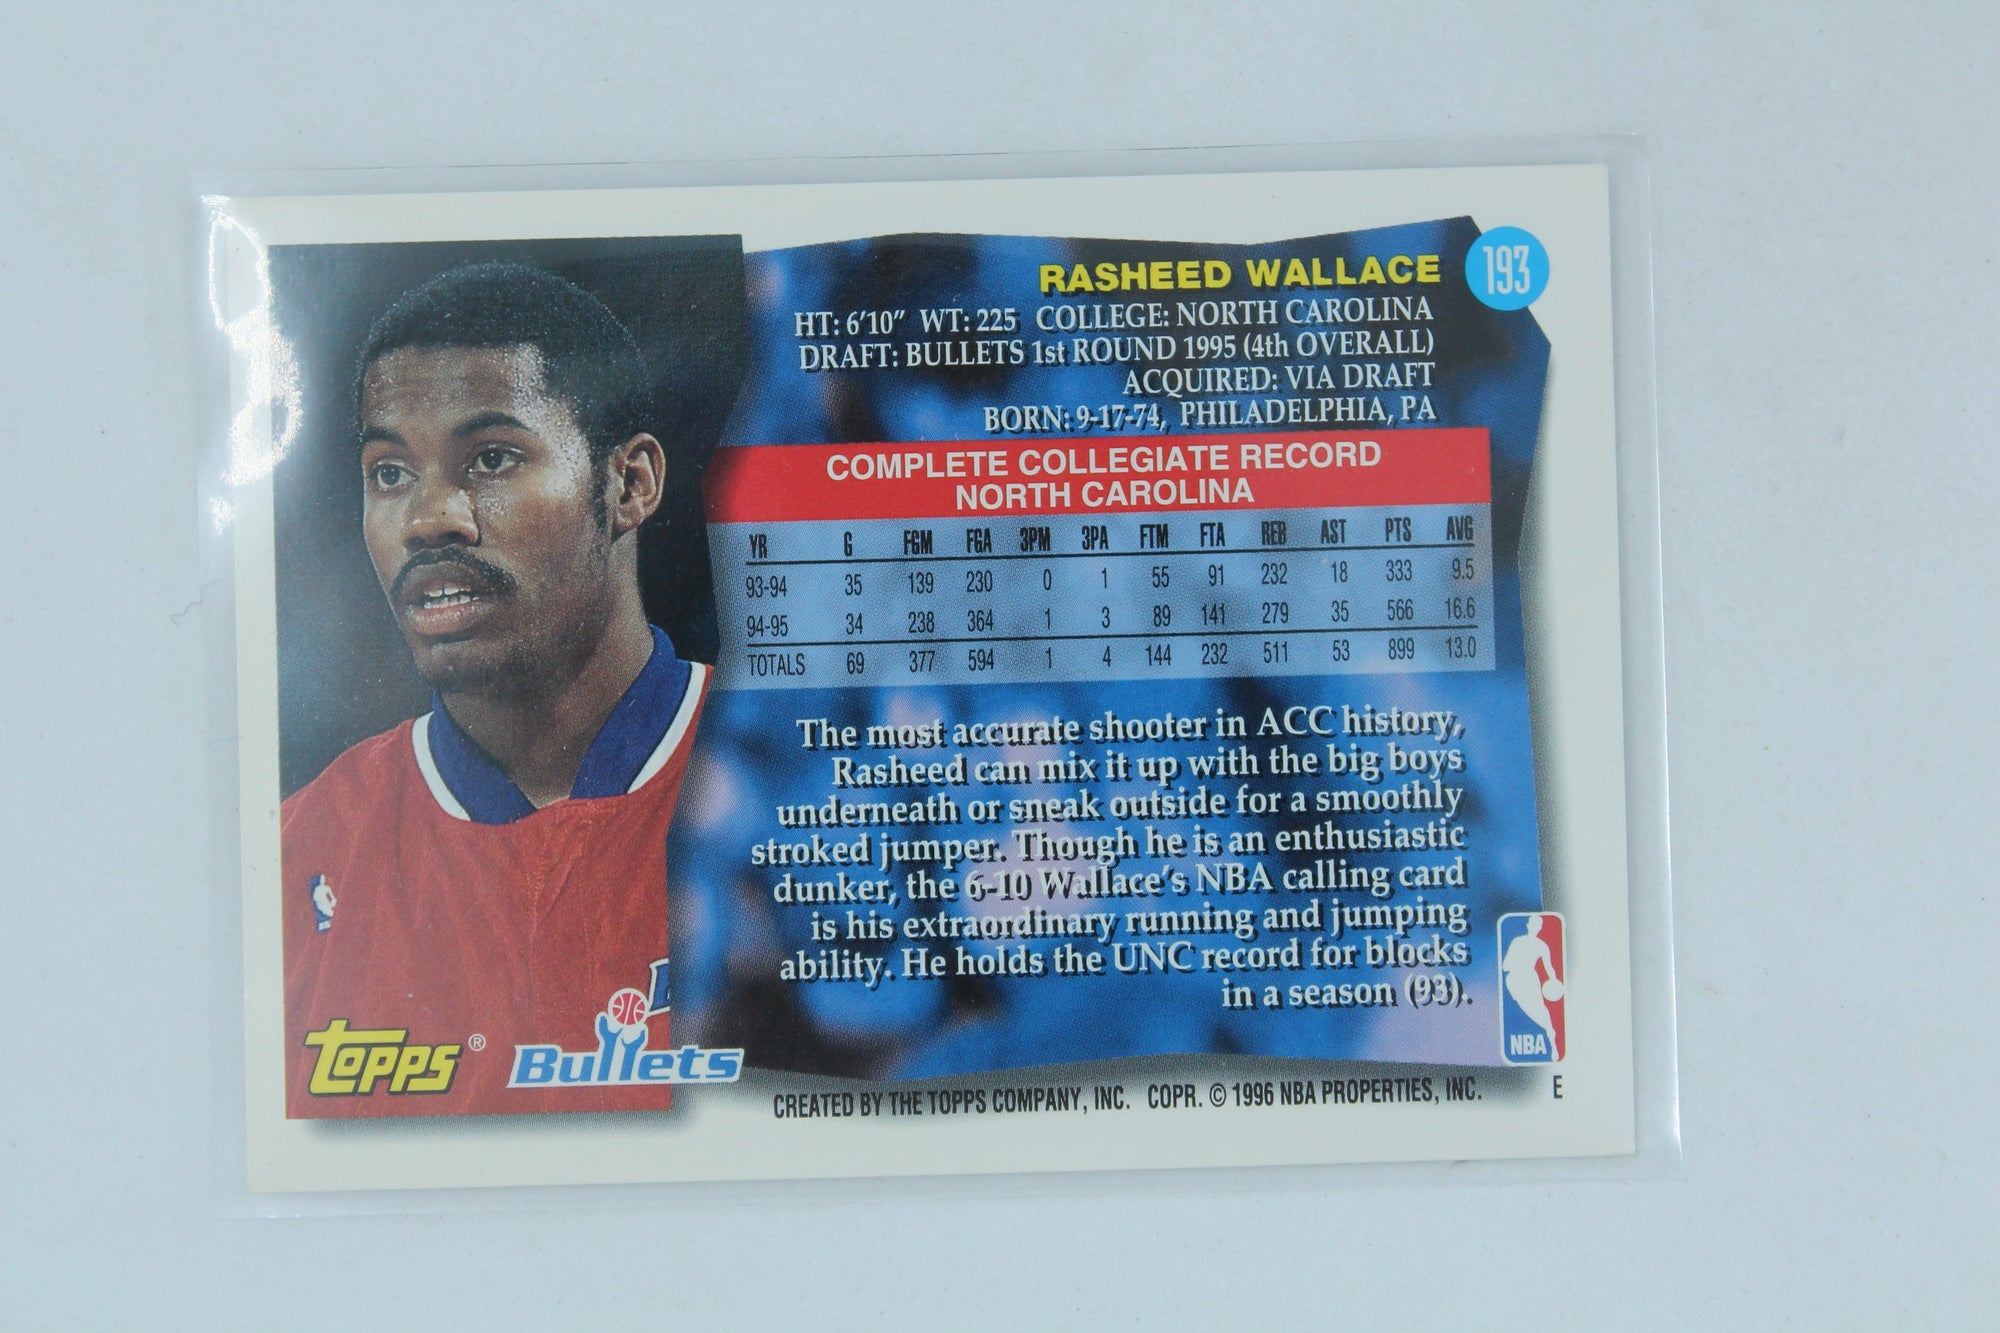 193
RASHEED WALLACE
HT: 6'10" WT: 225 COLLEGE: NORTH CAROLINA
DRAFT: BULLETS 1st ROUND 1995 (4th OVERALL)
ACQUIRED: VIA DRAFT
BORN: 9-17-74, PHILADELPHIA, PA
COMPLETE COLLEGIATE RECORD
NORTH CAROLINA
YR G FGM FGA 3PM 3PA FTM FTA REB AST PTS AVG
93-94 35 139 230 0 1 55 91 232 18 333 9.5
94-95 34 238 364 1 3 89 141 279 35 566 16.6
TOTALS 69 377 594 1 4 144 232 511 53 899 13.0
The most accurate shooter in ACC history,
Rasheed can mix it up with the big boys
underneath or sneak outside for a smoothly
stroked jumper. Though he is an enthusiastic
dunker, the 6-10 Wallace's NBA calling card
is his extraordinary running and jumping
ability. He holds the UNC record for blocks
in a season (93).
TOPPS ®
Bullets
NBA
CREATED BY THE TOPPS COMPANY, INC. COPR. © 1996 NBA PROPERTIES, INC. E